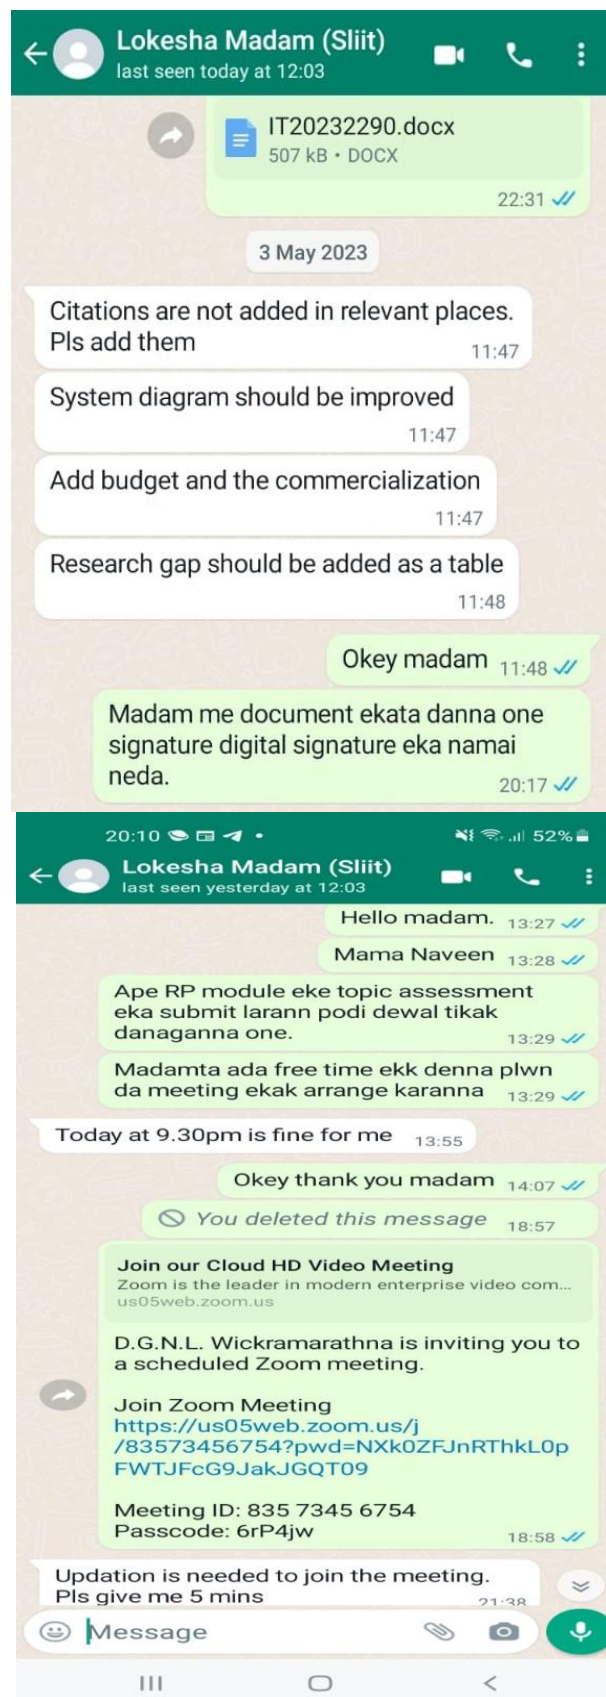 Lokesha Madam (Sliit)
last seen today at 12:03
IT20232290.docx
507 kB • DOCX
22:31
3 May 2023
Citations are not added in relevant places.
Pls add them
11:47
System diagram should be improved
11:47
Add budget and the commercialization
11:47
Research gap should be added as a table
11:48
Okey madam 11:48
Madam me document ekata danna one
signature digital signature eka namai
neda.
20:17
20:10 52%
Lokesha Madam (Sliit)
last seen yesterday at 12:03
Hello madam. 13:27
Mama Naveen 13:28
Ape RP module eke topic assessment
eka submit larann podi dewal tikak
danaganna one.
13:29
Madamta ada free time ekk denna plwn
da meeting ekak arrange karanna 13:29
Today at 9.30pm is fine for me 13:55
Okey thank you madam 14:07
You deleted this message 18:57
Join our Cloud HD Video Meeting
Zoom is the leader in modern enterprise video com...
us05web.zoom.us
D.G.N.L. Wickramarathna is inviting you to
a scheduled Zoom meeting.
Join Zoom Meeting
https://us05web.zoom.us/j
/83573456754?pwd=NXk0ZFJnRThkL0p
FWTJFcG9JakJGQT09
Meeting ID: 835 7345 6754
Passcode: 6rP4jw
18:58
Updation is needed to join the meeting.
Pls give me 5 mins
21:38
Message